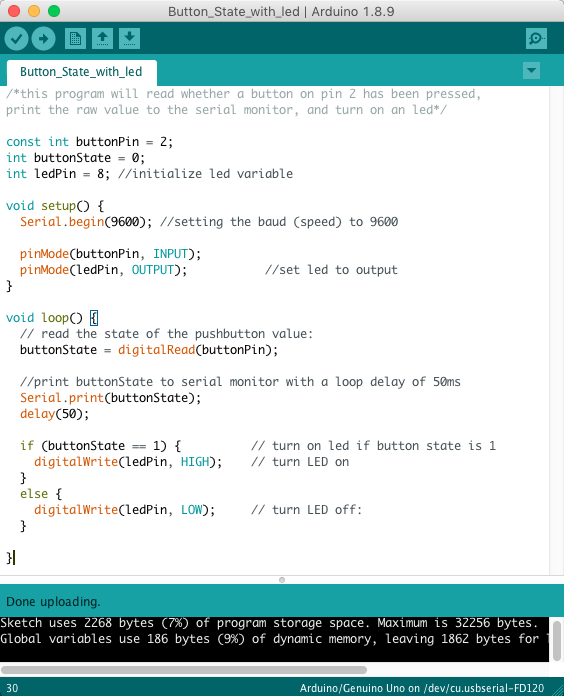 Button_State_with_led | Arduino 1.8.9
Button_State_with_led
/*this program will read whether a button on pin 2 has been pressed,
print the raw value to the serial monitor, and turn on an led*/
const int buttonPin = 2;
int buttonState = 0;
int ledPin = 8; //initialize led variable
void setup() {
Serial.begin(9600); //setting the baud (speed) to 9600
pinMode(buttonPin, INPUT);
pinMode(ledPin, OUTPUT); //set led to output
}
void loop() {
// read the state of the pushbutton value:
buttonState = digitalRead(buttonPin);
//print buttonState to serial monitor with a loop delay of 50ms
Serial.print(buttonState);
delay(50);
if (buttonState == 1) { // turn on led if button state is 1
digitalWrite(ledPin, HIGH); // turn LED on
}
else {
digitalWrite(ledPin, LOW); // turn LED off:
}
}
Done uploading.
Sketch uses 2268 bytes (7%) of program storage space. Maximum is 32256 bytes.
Global variables use 186 bytes (9%) of dynamic memory, leaving 1862 bytes for
30 Arduino/Genuino Uno on /dev/cu.usbserial-FD120